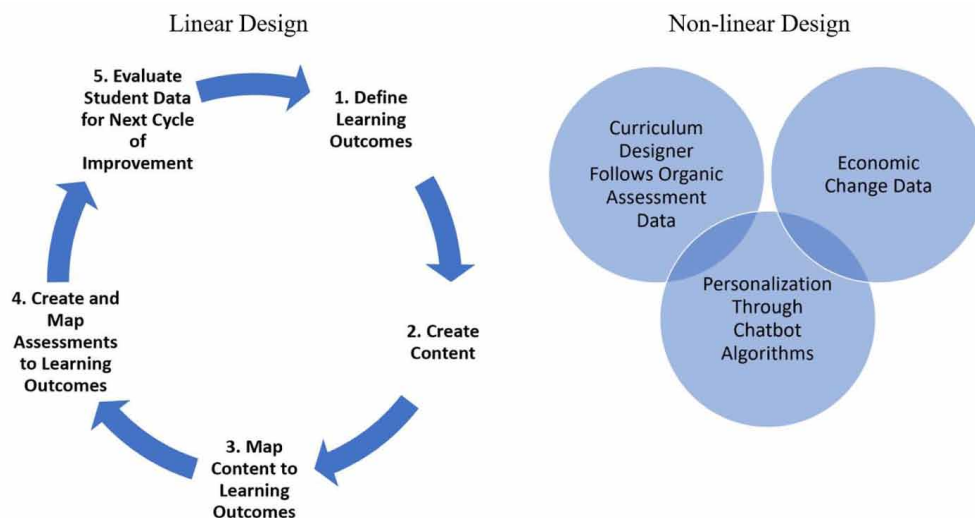 Linear Design
5. Evaluate
Student Data
for Next Cycle
of
Improvement
1. Define
Learning
Outcomes
2. Create
Content
3. Map
Content to
Learning
Outcomes
4. Create and
Map
Assessments
to Learning
Outcomes
Non-linear Design
Curriculum
Designer
Follows Organic
Assessment
Data
Economic
Change Data
Personalization
Through
Chatbot
Algorithms